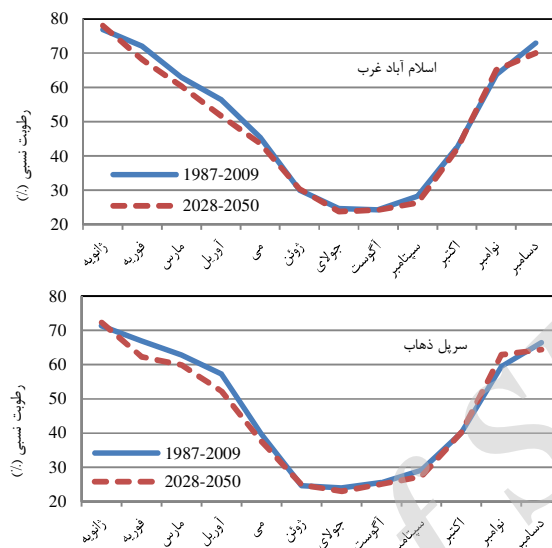 80
70
60
50
40
30
20
رطوبت نسبی (٪)
اسلام آباد غرب
1987-2009
2028-2050
ژانویه
فوریه
مارس
آوریل
می
ژوئن
جولای
آگوست
سپتامبر
اکتبر
نوامبر
دسامبر
80
70
60
50
40
30
20
رطوبت نسبی (٪)
سرپل ذهاب
1987-2009
2028-2050
ژانویه
فوریه
مارس
آوریل
می
ژوئن
جولای
آگوست
اکتبر
نوامبر
دسامبر